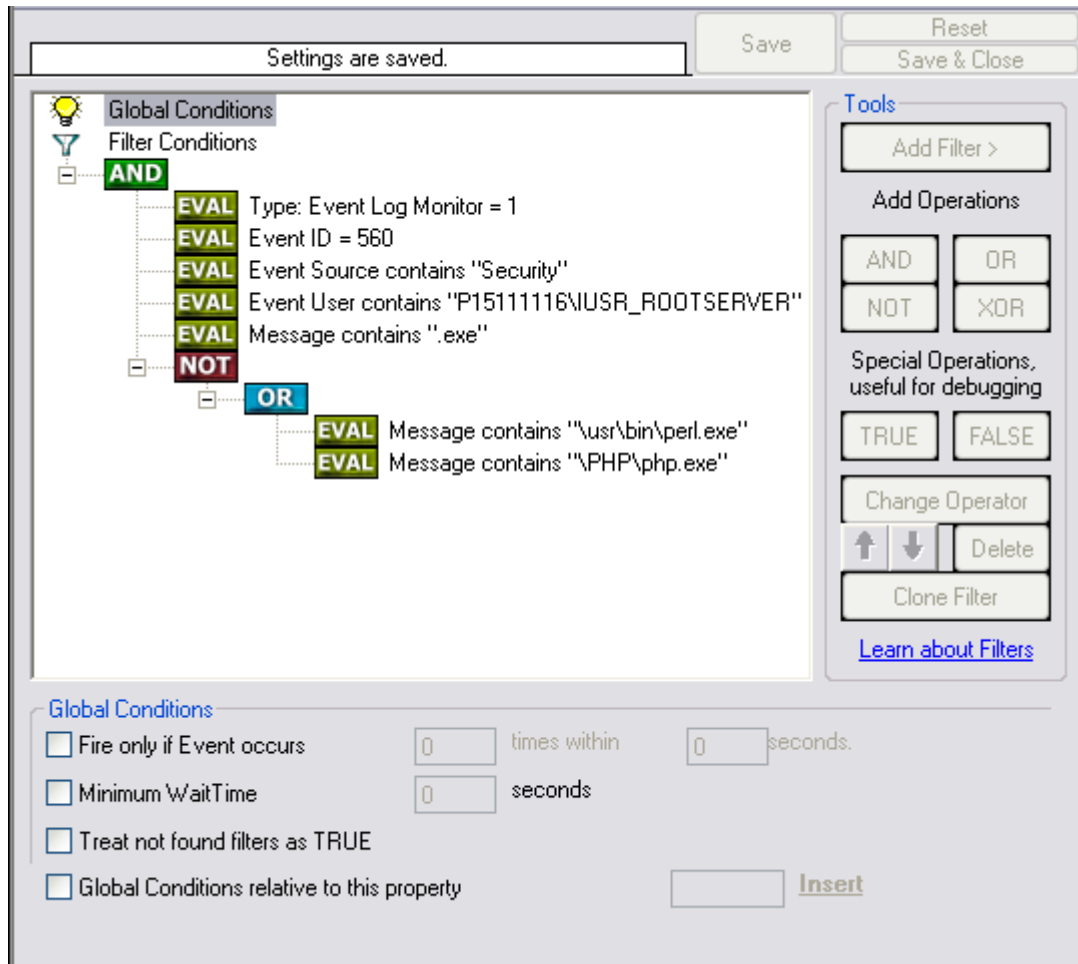 Settings are saved.
Save
Reset
Save & Close
Global Conditions
Filter Conditions
AND
EVAL Type: Event Log Monitor = 1
EVAL Event ID = 560
EVAL Event Source contains "Security"
EVAL Event User contains "P15111116\IUSR_ROOTSERVER"
EVAL Message contains ".exe"
NOT
OR
EVAL Message contains "\usr\bin\perl.exe"
EVAL Message contains "\PHP\php.exe"
Tools
Add Filter >
Add Operations
AND OR
NOT XOR
Special Operations,
useful for debugging
TRUE FALSE
Change Operator
Delete
Clone Filter
Learn about Filters
Global Conditions
Fire only if Event occurs 0 times within 0 seconds.
Minimum WaitTime 0 seconds
Treat not found filters as TRUE
Global Conditions relative to this property Insert